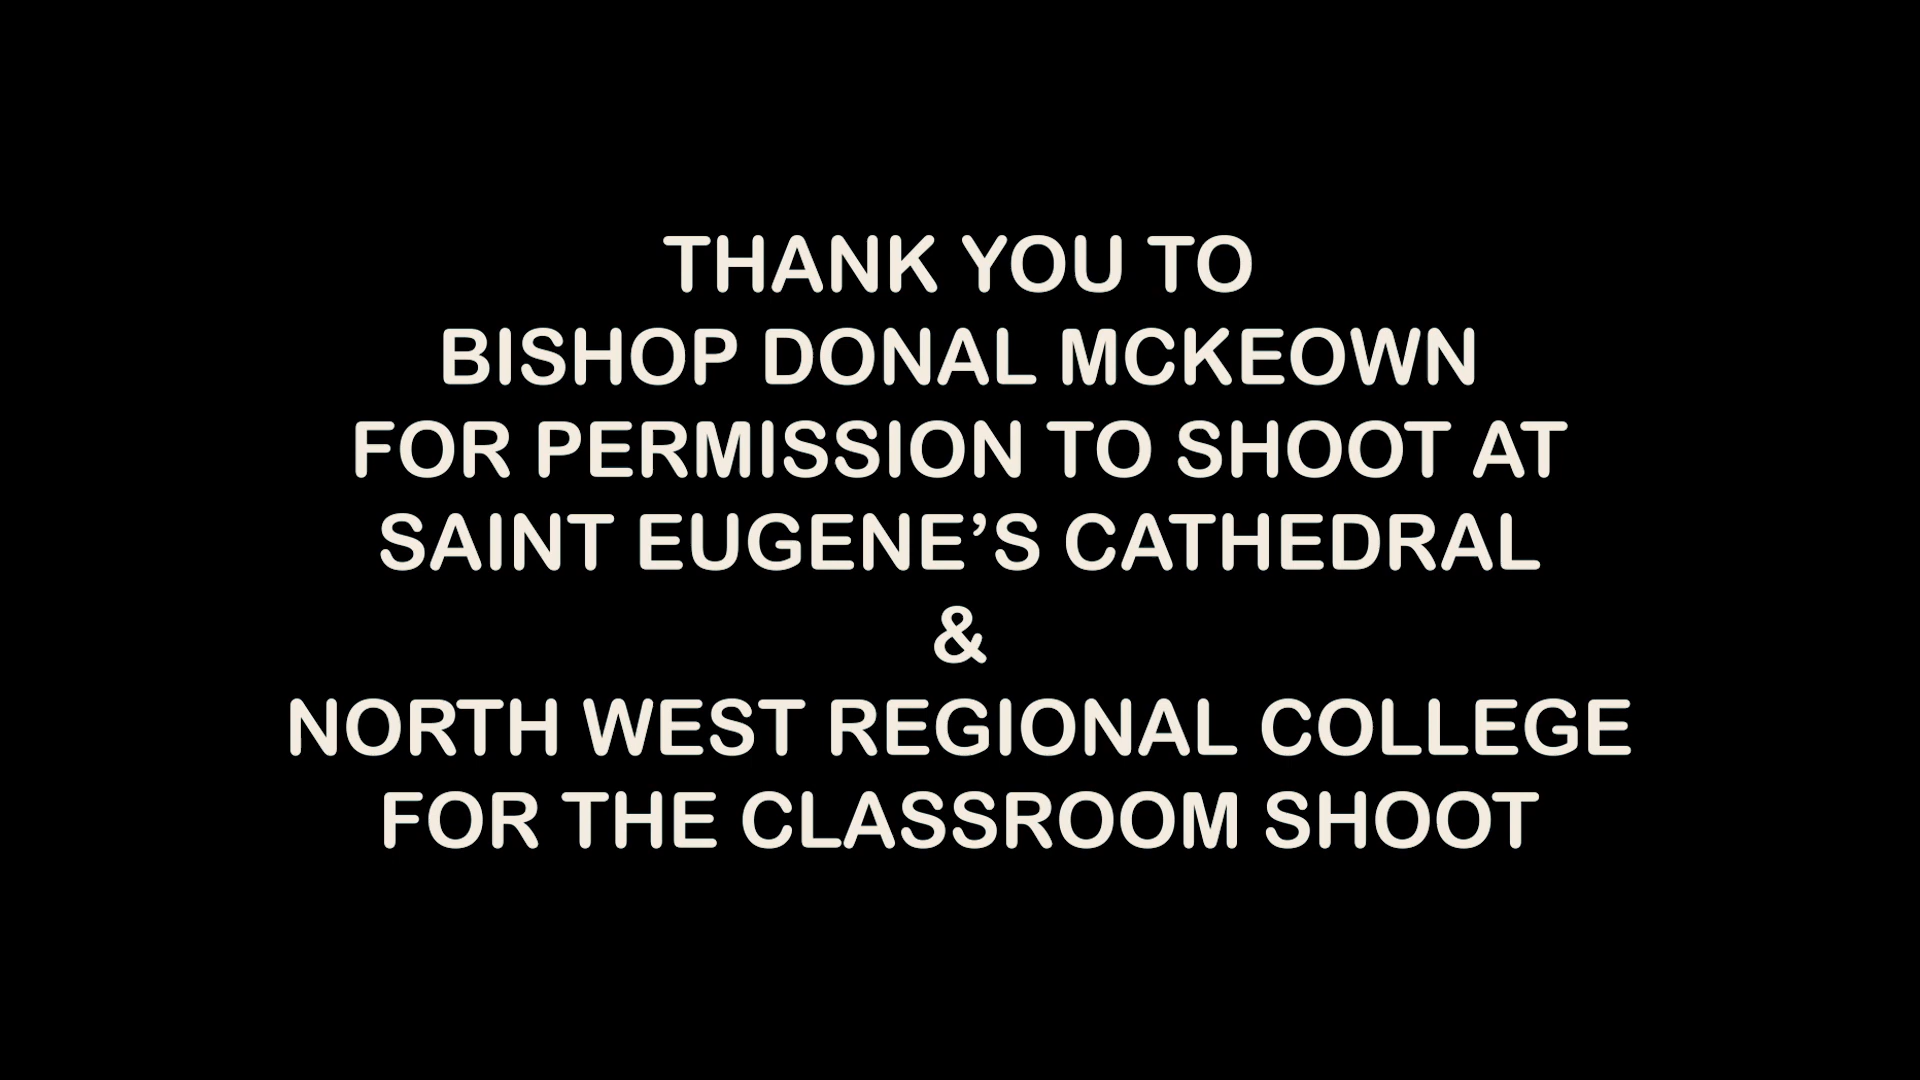 THANK YOU TO
BISHOP DONAL MCKEOWN
FOR PERMISSION TO SHOOT AT
SAINT EUGENE’S CATHEDRAL
&
NORTH WEST REGIONAL COLLEGE
FOR THE CLASSROOM SHOOT